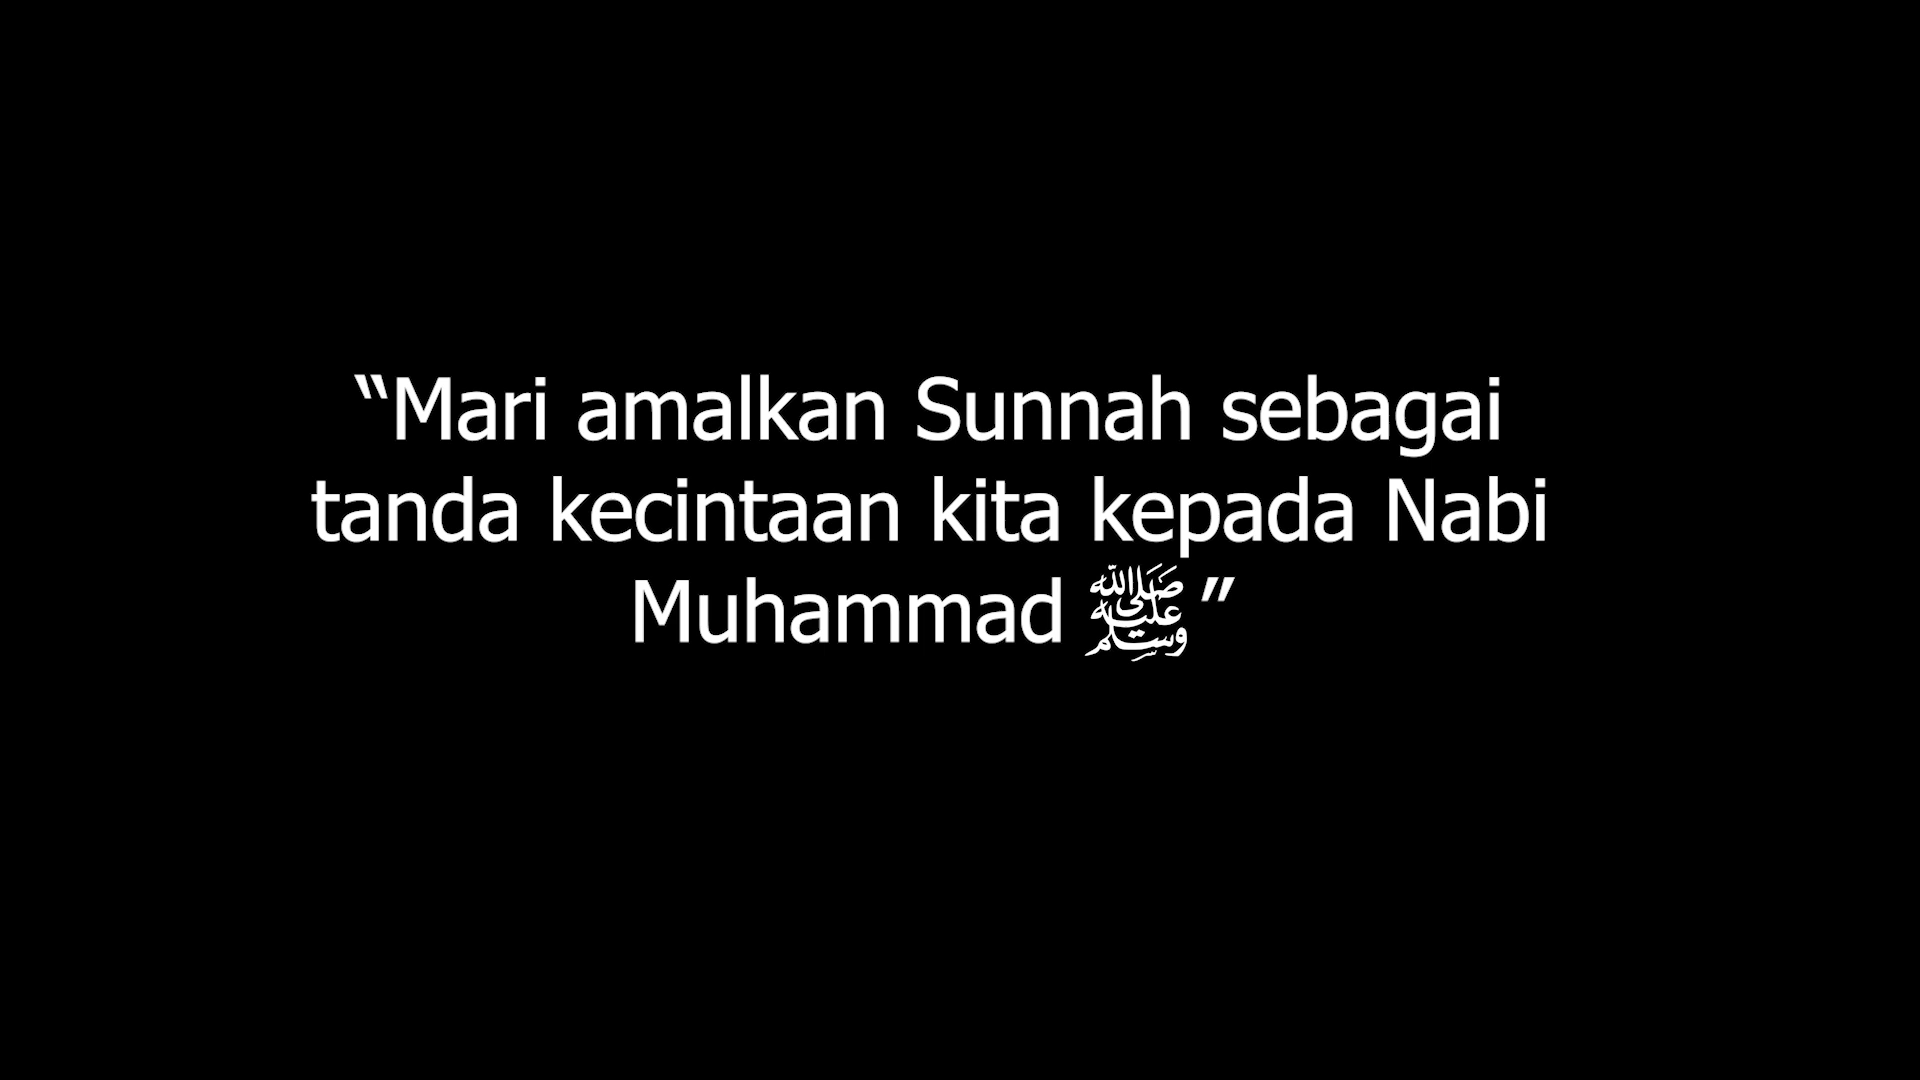 “Mari amalkan Sunnah sebagai
tanda kecintaan kita kepada Nabi
Muhammad ﷺ”